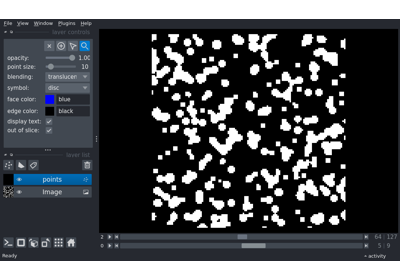 File View Window Plugins Help
layer controls
opacity: 1.00
point size: 10
blending: translucen
symbol: disc
face color: blue
edge color: black
display text:
out of slice:
layer list
points
Image
2 64 127
0 5 9
Ready activity